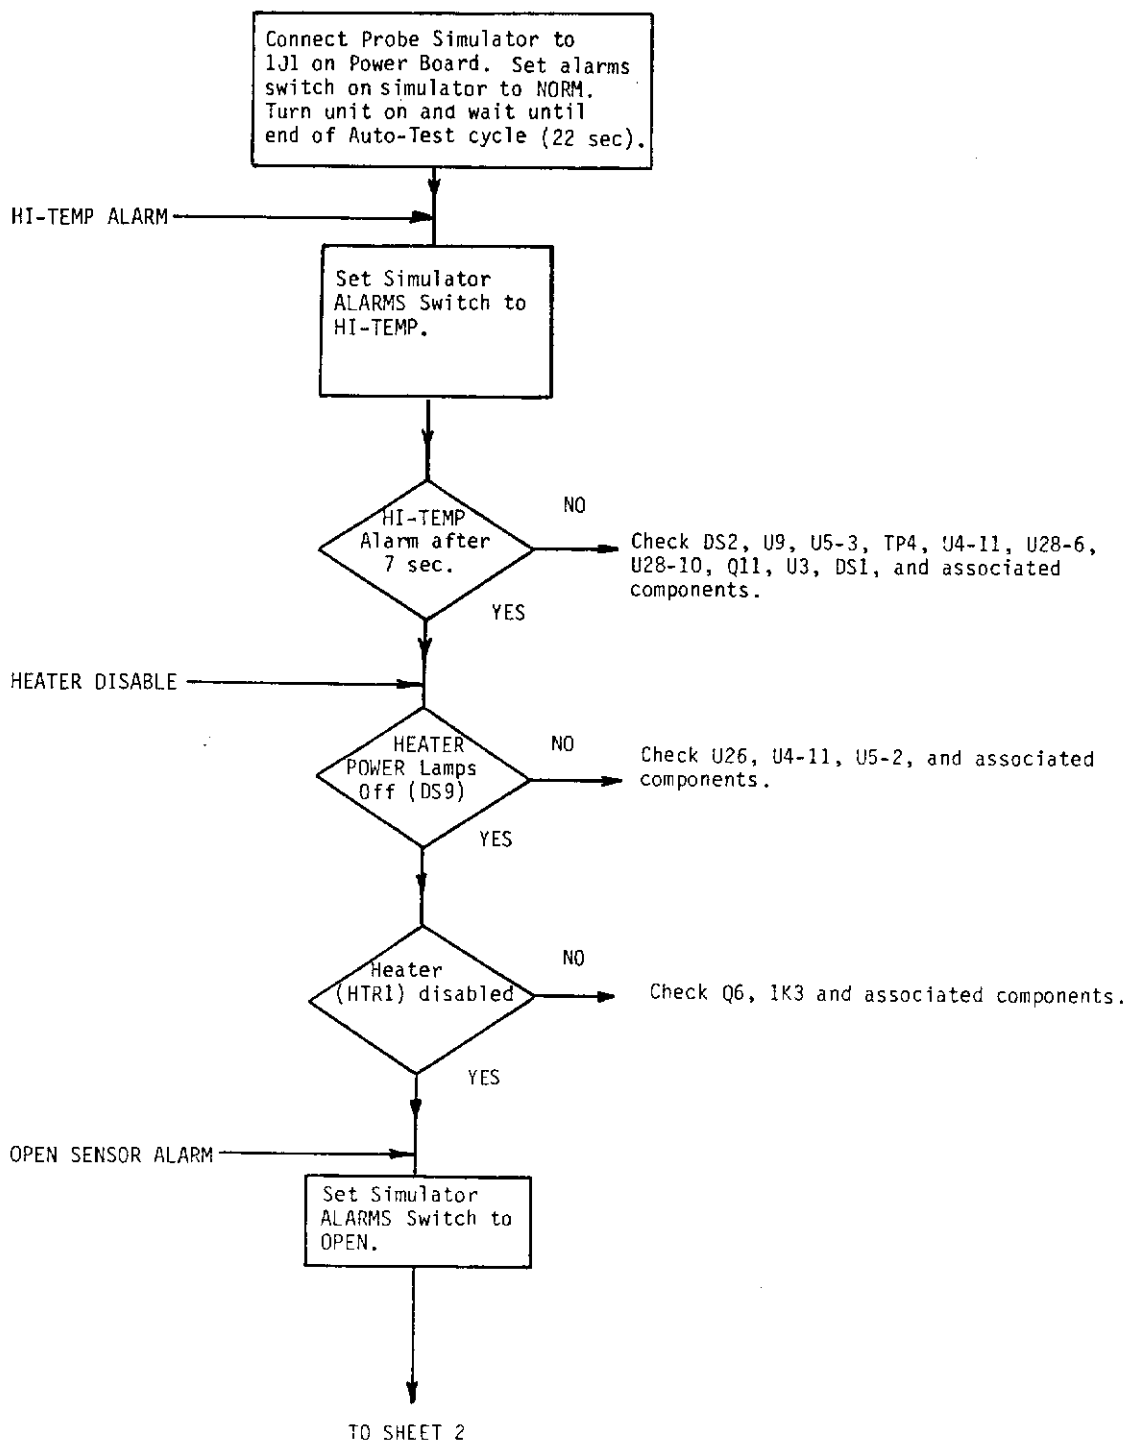 Connect Probe Simulator to
1J1 on Power Board. Set alarms
switch on simulator to NORM.
Turn unit on and wait until
end of Auto-Test cycle (22 sec).
HI-TEMP ALARM
Set Simulator
ALARMS Switch to
HI-TEMP.
HI-TEMP
Alarm after
7 sec.
NO
Check DS2, U9, U5-3, TP4, U4-11, U28-6,
U28-10, Q11, U3, DS1, and associated
components.
YES
HEATER DISABLE
HEATER
POWER Lamps
Off (DS9)
NO
Check U26, U4-11, U5-2, and associated
components.
YES
Heater
(HTR1) disabled
NO
Check Q6, 1K3 and associated components.
YES
OPEN SENSOR ALARM
Set Simulator
ALARMS Switch to
OPEN.
TO SHEET 2